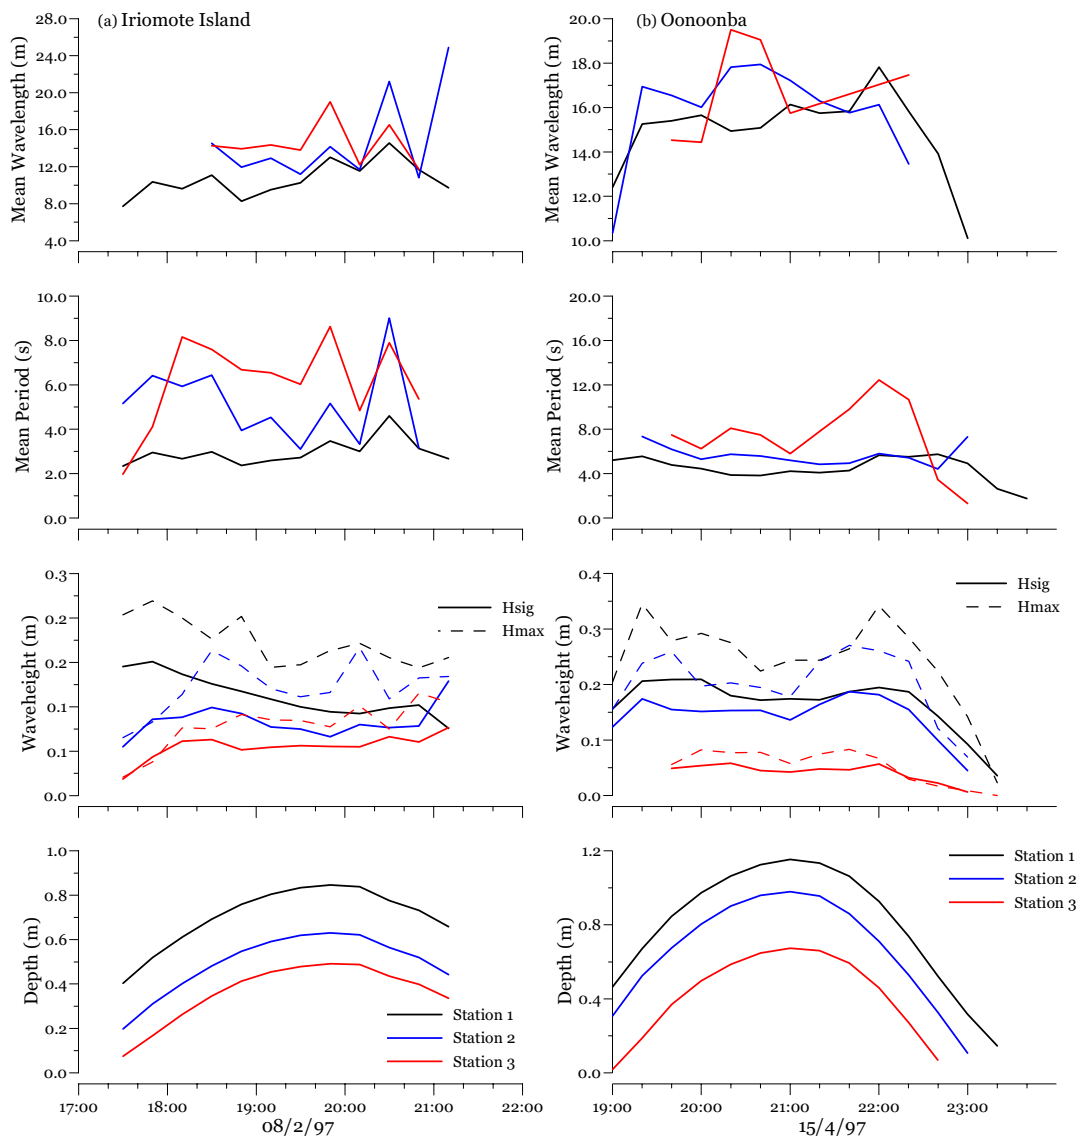 (a) Iriomote Island
(b) Oonoonba
Mean Wavelength (m)
28.0
24.0
20.0
16.0
12.0
8.0
4.0
Mean Wavelength (m)
20.0
18.0
16.0
14.0
12.0
10.0
Mean Period (s)
10.0
8.0
6.0
4.0
2.0
0.0
Mean Period (s)
20.0
16.0
12.0
8.0
4.0
0.0
Waveheight (m)
0.3
0.2
0.2
0.1
0.1
0.0
Hsig
Hmax
Waveheight (m)
0.4
0.3
0.2
0.1
0.0
Hsig
Hmax
Depth (m)
1.0
0.8
0.6
0.4
0.2
0.0
Station 1
Station 2
Station 3
17:00 18:00 19:00 20:00 21:00 22:00
08/2/97
Depth (m)
1.2
0.8
0.4
0.0
Station 1
Station 2
Station 3
19:00 20:00 21:00 22:00 23:00
15/4/97